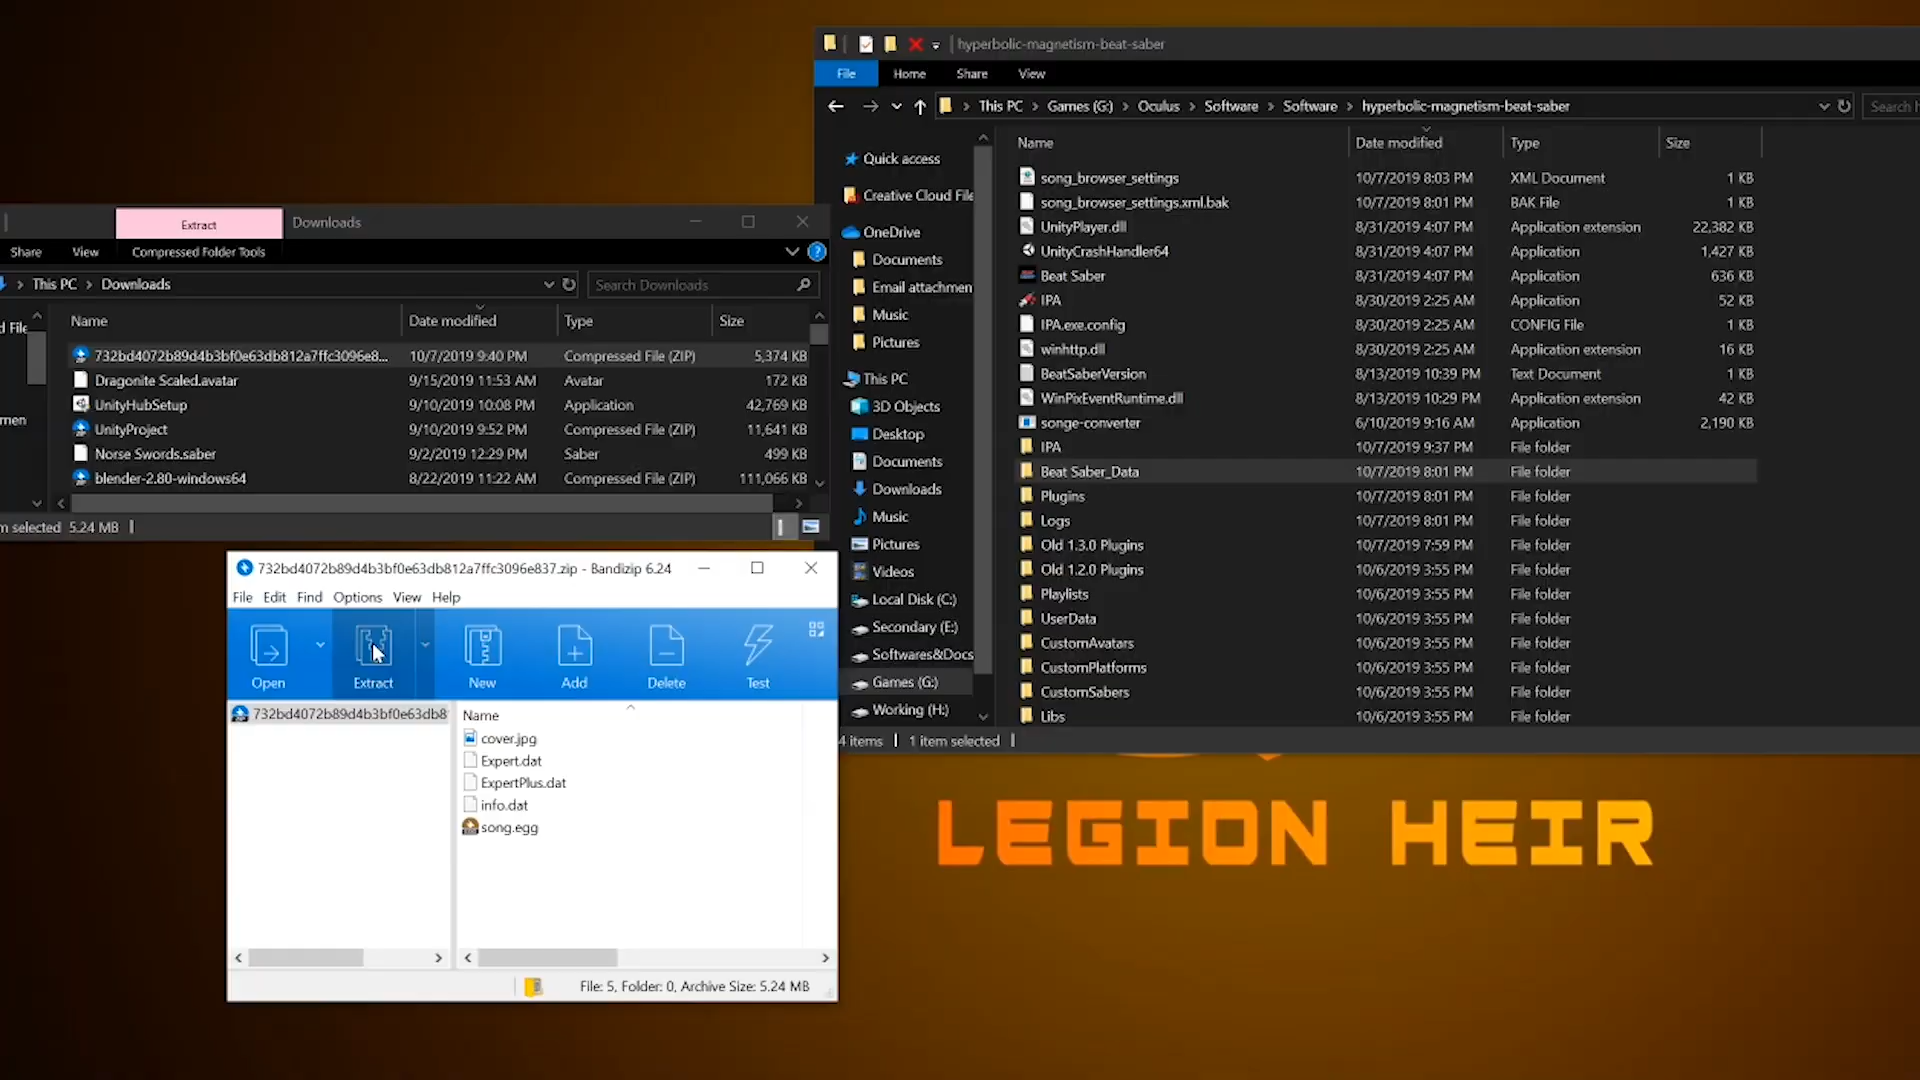 hyperbolic-magnetism-beat-saber
File Home Share View
This PC > Games (G:) > Oculus > Software > Software > hyperbolic-magnetism-beat-saber
Search h
Name Date modified Type Size
song_browser_settings 10/7/2019 8:03 PM XML Document 1 KB
song_browser_settings.xml.bak 10/7/2019 8:01 PM BAK File 1 KB
UnityPlayer.dll 8/31/2019 4:07 PM Application extension 22,382 KB
UnityCrashHandler64 8/31/2019 4:07 PM Application 1,427 KB
Beat Saber 8/31/2019 4:07 PM Application 636 KB
IPA 8/30/2019 2:25 AM Application 52 KB
IPA.exe.config 8/30/2019 2:25 AM CONFIG File 1 KB
winhttp.dll 8/30/2019 2:25 AM Application extension 16 KB
BeatSaberVersion 8/13/2019 10:39 PM Text Document 1 KB
WinPixEventRuntime.dll 8/13/2019 10:29 PM Application extension 42 KB
songe-converter 6/10/2019 9:16 AM Application 2,190 KB
IPA 10/7/2019 9:37 PM File folder
Beat Saber_Data 10/7/2019 8:01 PM File folder
Plugins 10/7/2019 8:01 PM File folder
Logs 10/7/2019 8:01 PM File folder
Old 1.3.0 Plugins 10/7/2019 7:59 PM File folder
Old 1.2.0 Plugins 10/6/2019 3:55 PM File folder
Playlists 10/6/2019 3:55 PM File folder
UserData 10/6/2019 3:55 PM File folder
CustomAvatars 10/6/2019 3:55 PM File folder
CustomPlatforms 10/6/2019 3:55 PM File folder
CustomSabers 10/6/2019 3:55 PM File folder
Libs 10/6/2019 3:55 PM File folder
Quick access
Creative Cloud File
OneDrive
Documents
Email attachmen
Music
Pictures
This PC
3D Objects
Desktop
Documents
Downloads
Music
Pictures
Videos
Local Disk (C:)
Secondary (E:)
Softwares&Docs
Games (G:)
Working (H:)
4 items 1 item selected
Extract Downloads
Share View Compressed Folder Tools
This PC > Downloads
Search Downloads
Name Date modified Type Size
d File
men
732bd4072b89d4b3bf0e63db812a7ffc3096e8... 10/7/2019 9:40 PM Compressed File (ZIP) 5,374 KB
Dragonite Scaled.avatar 9/15/2019 11:53 AM Avatar 172 KB
UnityHubSetup 9/10/2019 10:08 PM Application 42,769 KB
UnityProject 9/10/2019 9:52 PM Compressed File (ZIP) 11,641 KB
Norse Swords.saber 9/2/2019 12:29 PM Saber 499 KB
blender-2.80-windows64 8/22/2019 11:22 AM Compressed File (ZIP) 111,066 KB
m selected 5.24 MB
732bd4072b89d4b3bf0e63db812a7ffc3096e837.zip - Bandizip 6.24
File Edit Find Options View Help
Open Extract New Add Delete Test
732bd4072b89d4b3bf0e63db8
Name
cover.jpg
Expert.dat
ExpertPlus.dat
info.dat
song.egg
File: 5, Folder: 0, Archive Size: 5.24 MB
LEGION HEIR